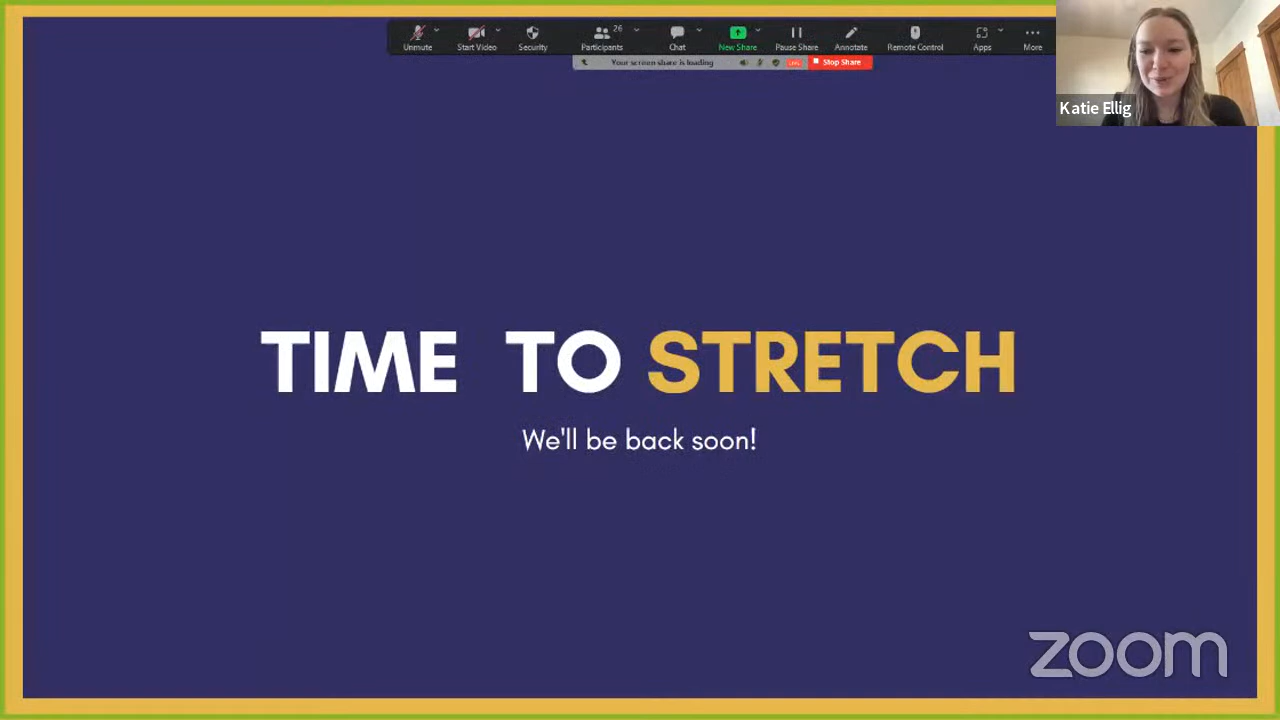 Unmute
Start Video
Security
Participants
26
Chat
New Share
Pause Share
Annotate
Remote Control
Apps
More
Your screen share is loading
LIVE
Stop Share
Katie Ellig
TIME TO STRETCH
We'll be back soon!
zoom